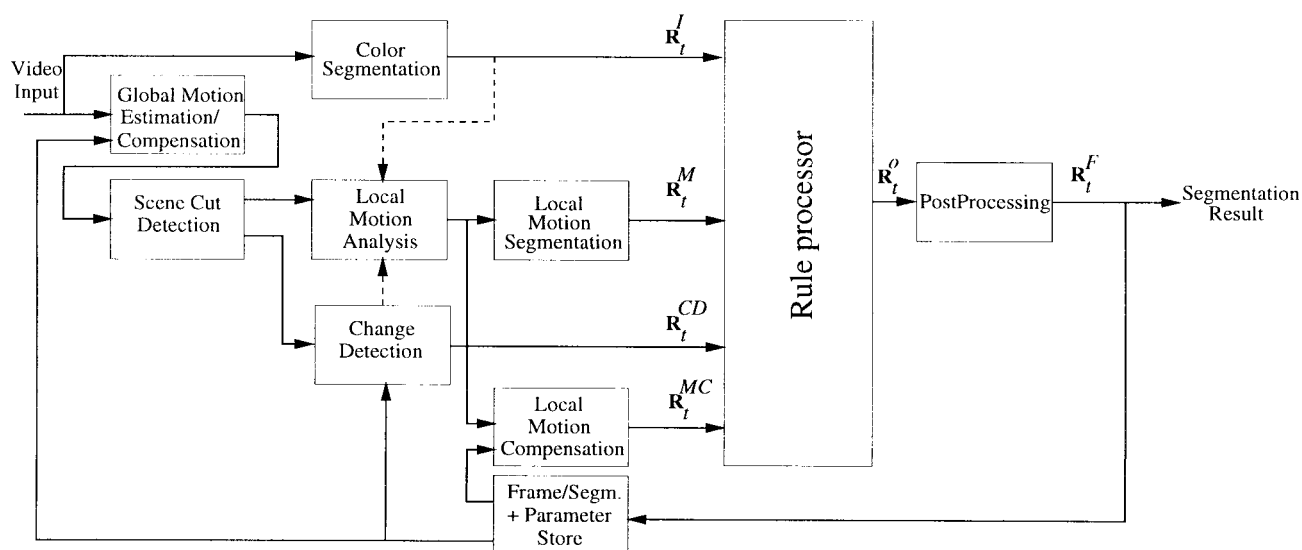 Video
Input
Color
Segmentation
R_t^I
Global Motion
Estimation/
Compensation
Scene Cut
Detection
Local
Motion
Analysis
Local
Motion
Segmentation
R_t^M
Rule processor
R_t^o
PostProcessing
R_t^F
Segmentation
Result
Change
Detection
R_t^CD
Local
Motion
Compensation
R_t^MC
Frame/Segm.
+ Parameter
Store